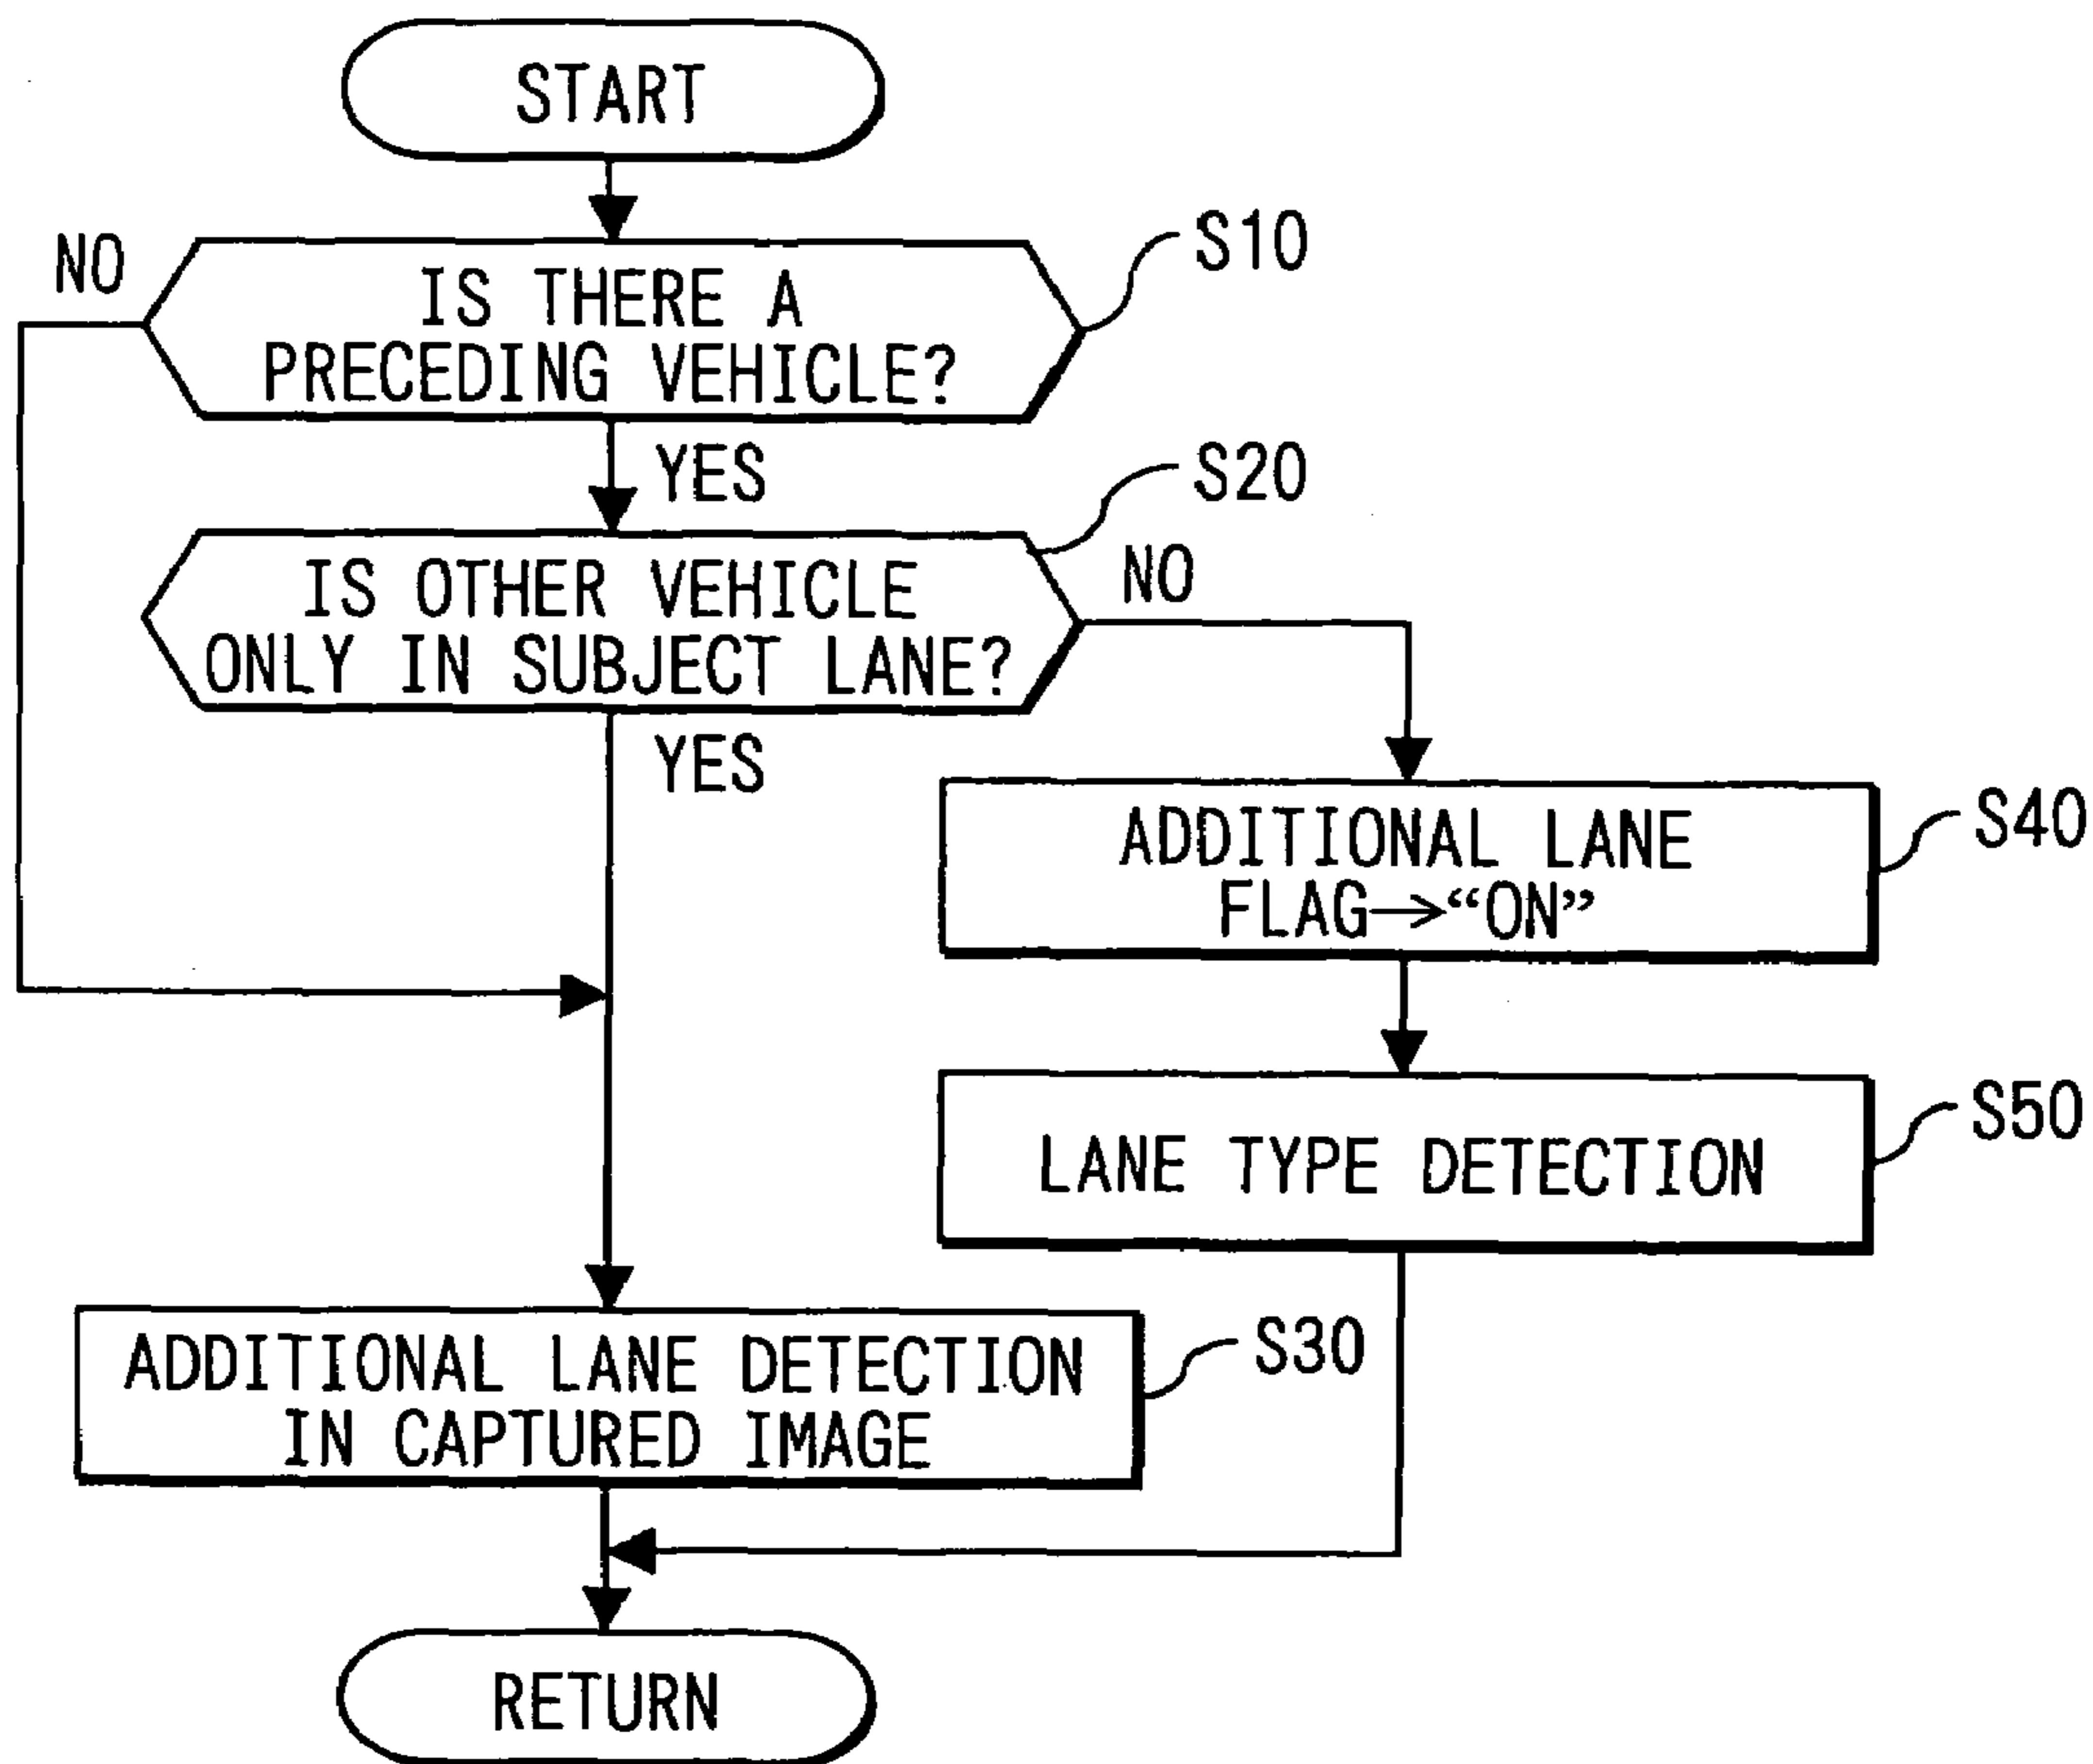 START
NO
S10
IS THERE A
PRECEDING VEHICLE?
YES
S20
IS OTHER VEHICLE
ONLY IN SUBJECT LANE?
NO
YES
ADDITIONAL LANE
FLAG→“ON”
S40
LANE TYPE DETECTION
S50
ADDITIONAL LANE DETECTION
IN CAPTURED IMAGE
S30
RETURN